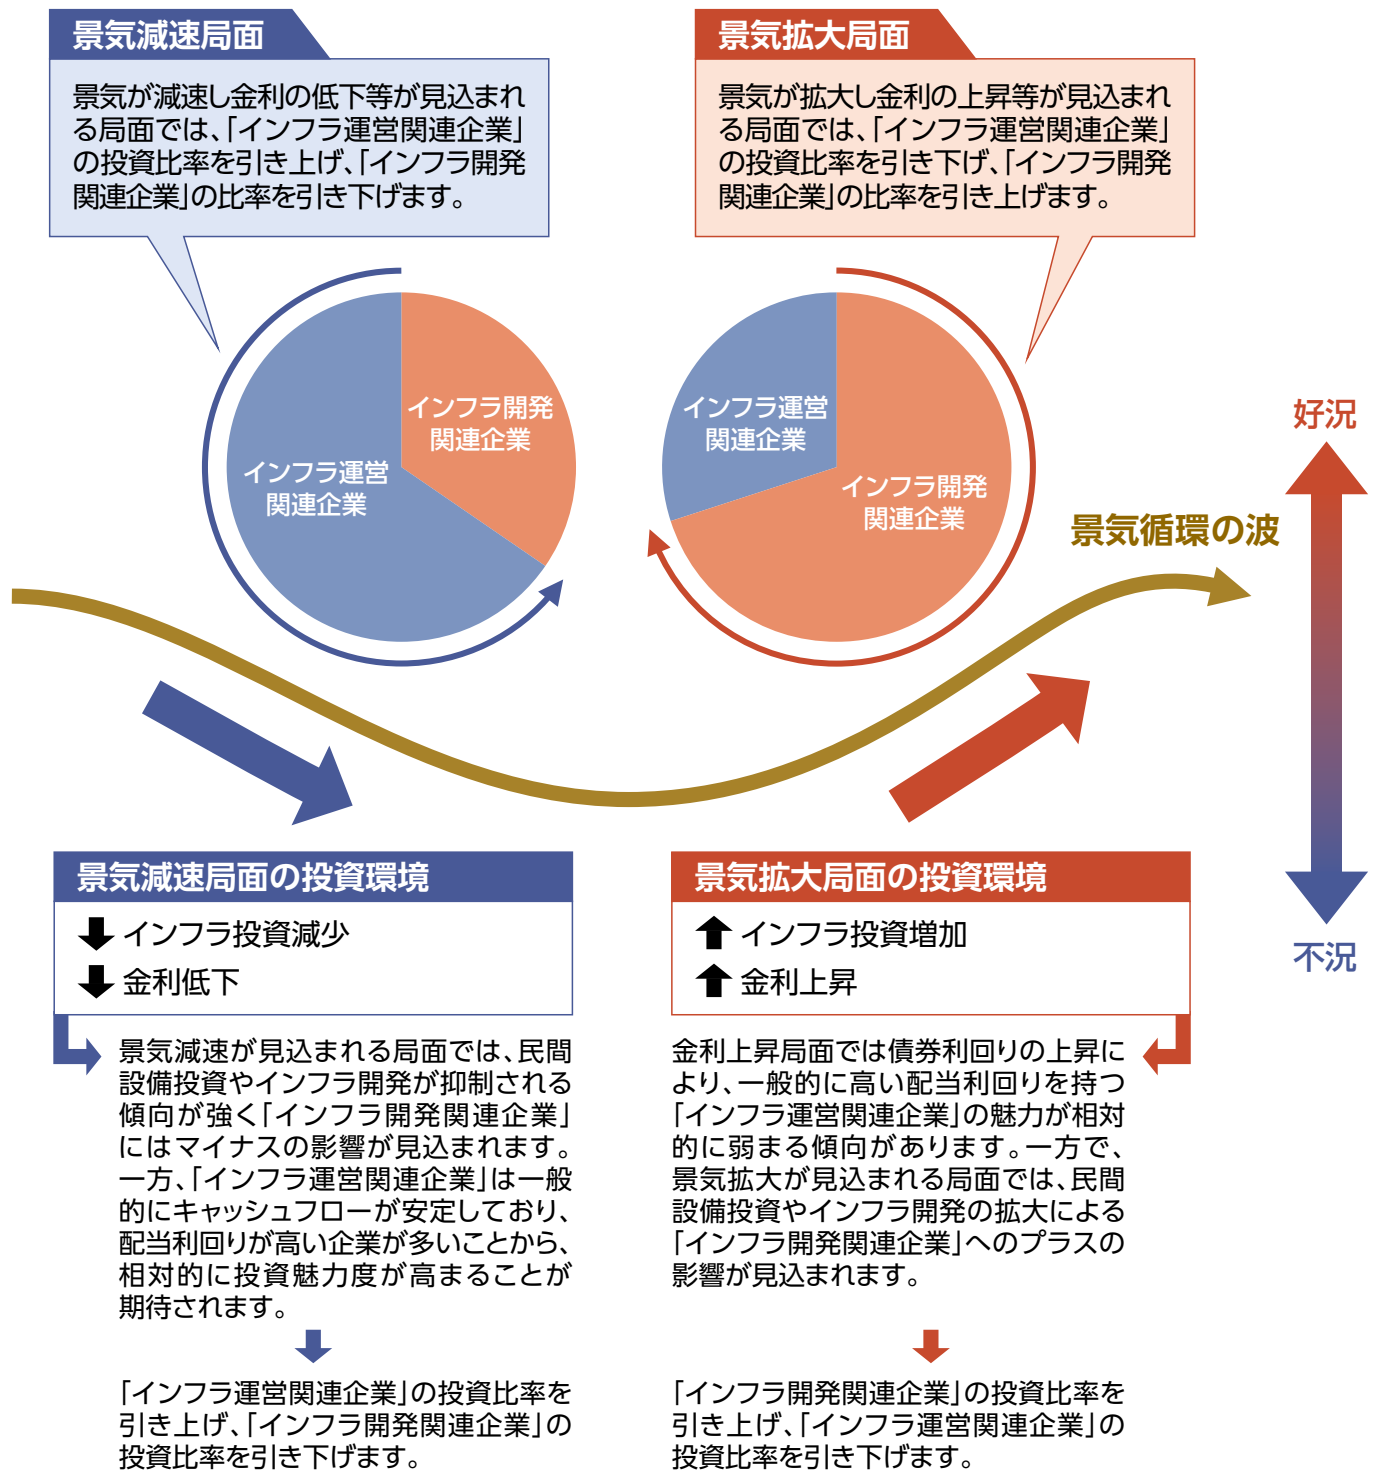 景気減速局面
景気が減速し金利の低下等が見込まれ
る局面では、「インフラ運営関連企業」
の投資比率を引き上げ、「インフラ開発
関連企業」の比率を引き下げます。
景気拡大局面
景気が拡大し金利の上昇等が見込まれ
る局面では、「インフラ運営関連企業」
の投資比率を引き下げ、「インフラ開発
関連企業」の比率を引き上げます。
インフラ開発
関連企業
インフラ運営
関連企業
インフラ運営
関連企業
インフラ開発
関連企業
好況
景気循環の波
不況
景気減速局面の投資環境
インフラ投資減少
金利低下
景気減速が見込まれる局面では、民間
設備投資やインフラ開発が抑制される
傾向が強く「インフラ開発関連企業」
にはマイナスの影響が見込まれます。
一方、「インフラ運営関連企業」は一般
的にキャッシュフローが安定しており、
配当利回りが高い企業が多いことから、
相対的に投資魅力度が高まることが
期待されます。
「インフラ運営関連企業」の投資比率を
引き上げ、「インフラ開発関連企業」の
投資比率を引き下げます。
景気拡大局面の投資環境
インフラ投資増加
金利上昇
金利上昇局面では債券利回りの上昇に
より、一般的に高い配当利回りを持つ
「インフラ運営関連企業」の魅力が相対
的に弱まる傾向があります。一方で、
景気拡大が見込まれる局面では、民間
設備投資やインフラ開発の拡大による
「インフラ開発関連企業」へのプラスの
影響が見込まれます。
「インフラ開発関連企業」の投資比率を
引き上げ、「インフラ運営関連企業」の
投資比率を引き下げます。